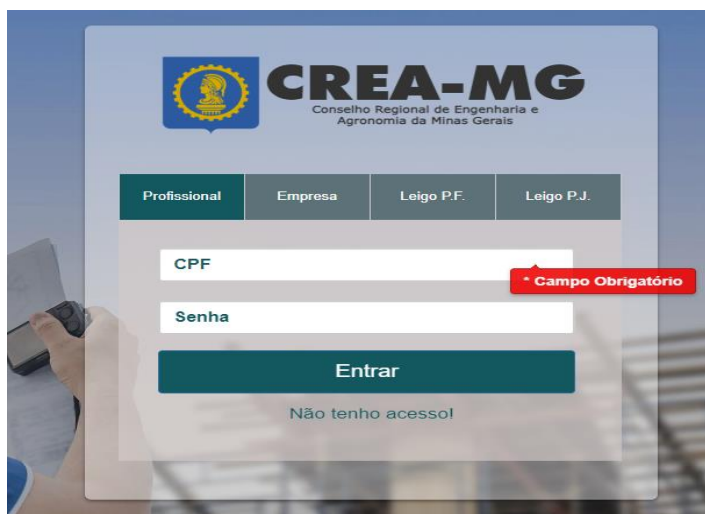 CREA-MG
Conselho Regional de Engenharia e
Agronomia da Minas Gerais
Profissional Empresa Leigo P.F. Leigo P.J.
CPF
* Campo Obrigatório
Senha
Entrar
Não tenho acesso!